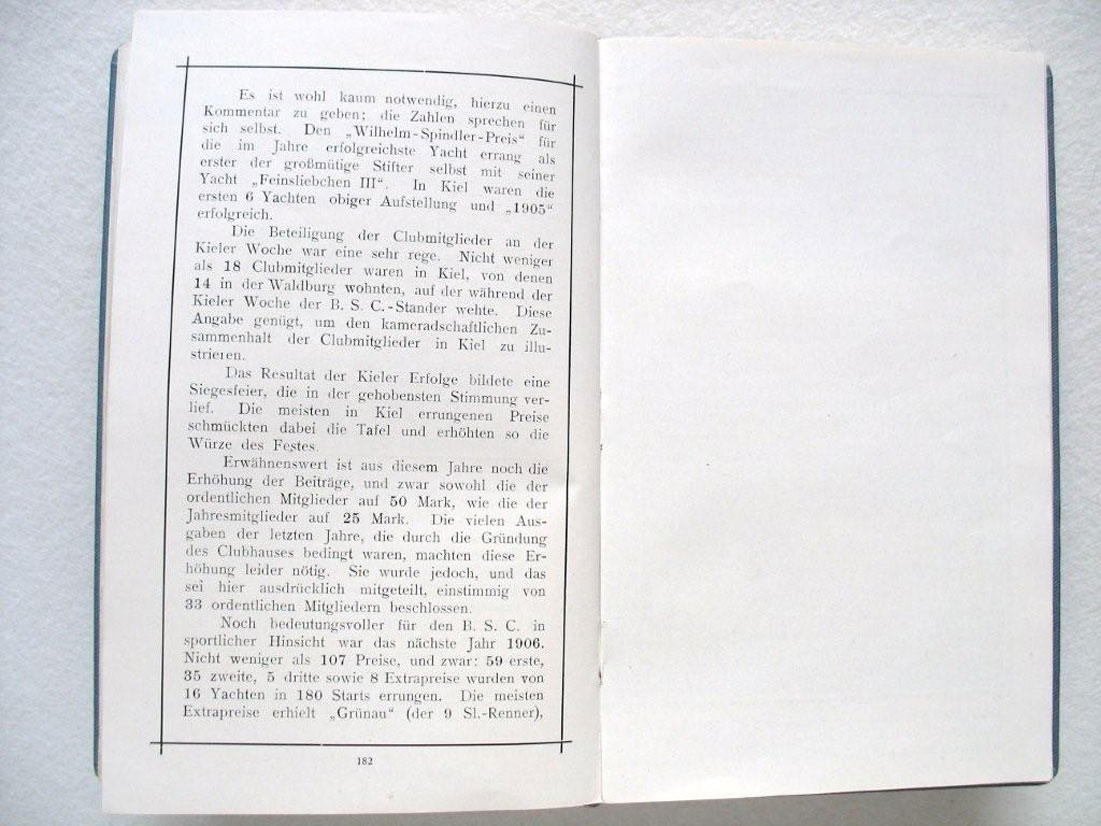 Es ist wohl kaum notwendig, hierzu einen
Kommentar zu geben; die Zahlen sprechen für
sich selbst. Den „Wilhelm-Spindler-Preis“ für
die im Jahre erfolgreichste Yacht errang als
erster der großmütige Stifter selbst mit seiner
Yacht „Feinsliebchen III“. In Kiel waren die
ersten 6 Yachten obiger Aufstellung und „1905“
erfolgreich.
Die Beteiligung der Clubmitglieder an der
Kieler Woche war eine sehr rege. Nicht weniger
als 18 Clubmitglieder waren in Kiel, von denen
14 in der Waldburg wohnten, auf der während der
Kieler Woche der B. S. C.-Stander wehte. Diese
Angabe genügt, um den kameradschaftlichen Zu-
sammenhalt der Clubmitglieder in Kiel zu illu-
strieren.
Das Resultat der Kieler Erfolge bildete eine
Siegesfeier, die in der gehobensten Stimmung ver-
lief. Die meisten in Kiel errungenen Preise
schmückten dabei die Tafel und erhöhten so die
Würze des Festes.
Erwähnenswert ist aus diesem Jahre noch die
Erhöhung der Beiträge, und zwar sowohl die der
ordentlichen Mitglieder auf 50 Mark, wie die der
Jahresmitglieder auf 25 Mark. Die vielen Aus-
gaben der letzten Jahre, die durch die Gründung
des Clubhauses bedingt waren, machten diese Er-
höhung leider nötig. Sie wurde jedoch, und das
sei hier ausdrücklich mitgeteilt, einstimmig von
33 ordentlichen Mitgliedern beschlossen.
Noch bedeutungsvoller für den B. S. C. in
sportlicher Hinsicht war das nächste Jahr 1906.
Nicht weniger als 107 Preise, und zwar: 59 erste,
35 zweite, 5 dritte sowie 8 Extrapreise wurden von
16 Yachten in 180 Starts errungen. Die meisten
Extrapreise erhielt „Grünau“ (der 9 Sl.-Renner),
182